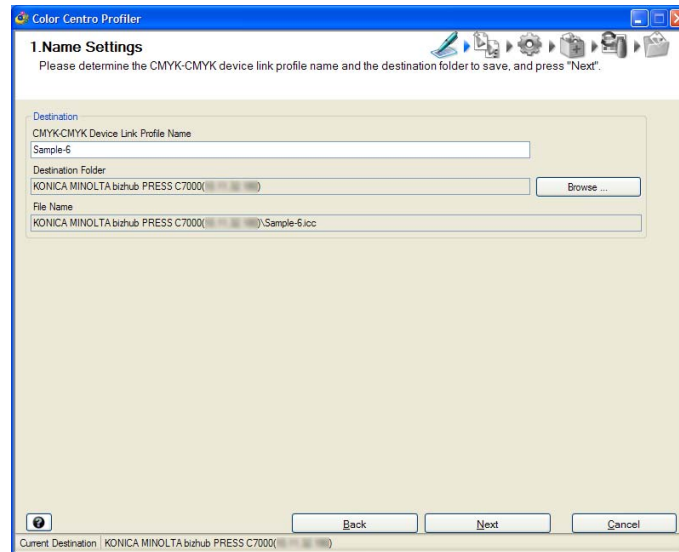 Color Centro Profiler
1.Name Settings
Please determine the CMYK-CMYK device link profile name and the destination folder to save, and press "Next".
Destination
CMYK-CMYK Device Link Profile Name
Sample-6
Destination Folder
KONICA MINOLTA bizhub PRESS C7000( )
Browse ...
File Name
KONICA MINOLTA bizhub PRESS C7000( )\Sample-6.icc
Back Next Cancel
Current Destination KONICA MINOLTA bizhub PRESS C7000( )